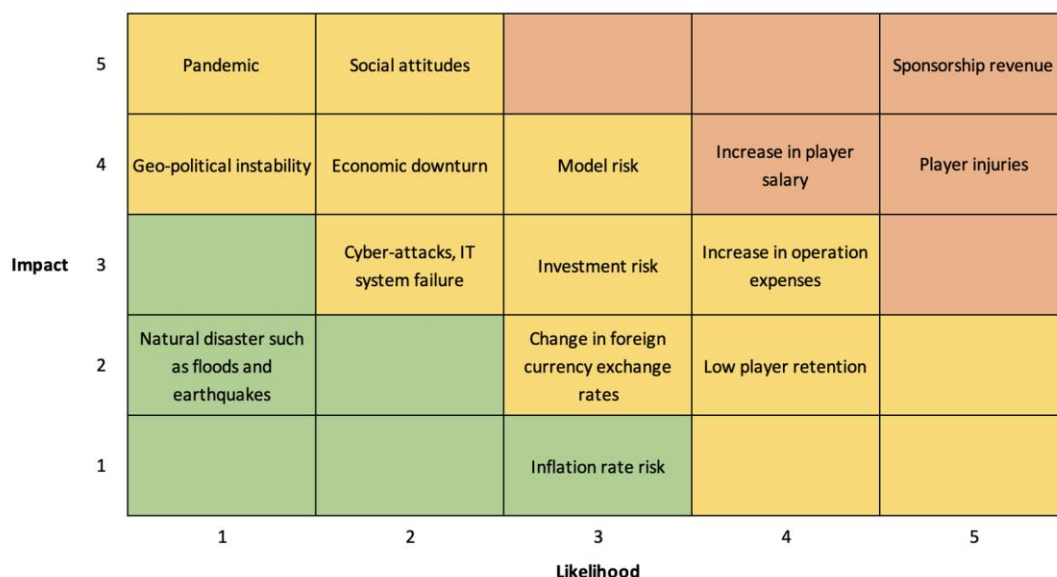 5
Pandemic
Social attitudes
Sponsorship revenue
4
Geo-political instability
Economic downturn
Model risk
Increase in player
salary
Player injuries
Impact
3
Cyber-attacks, IT
system failure
Investment risk
Increase in operation
expenses
2
Natural disaster such
as floods and
earthquakes
Change in foreign
currency exchange
rates
Low player retention
1
Inflation rate risk
1
2
3
4
5
Likelihood